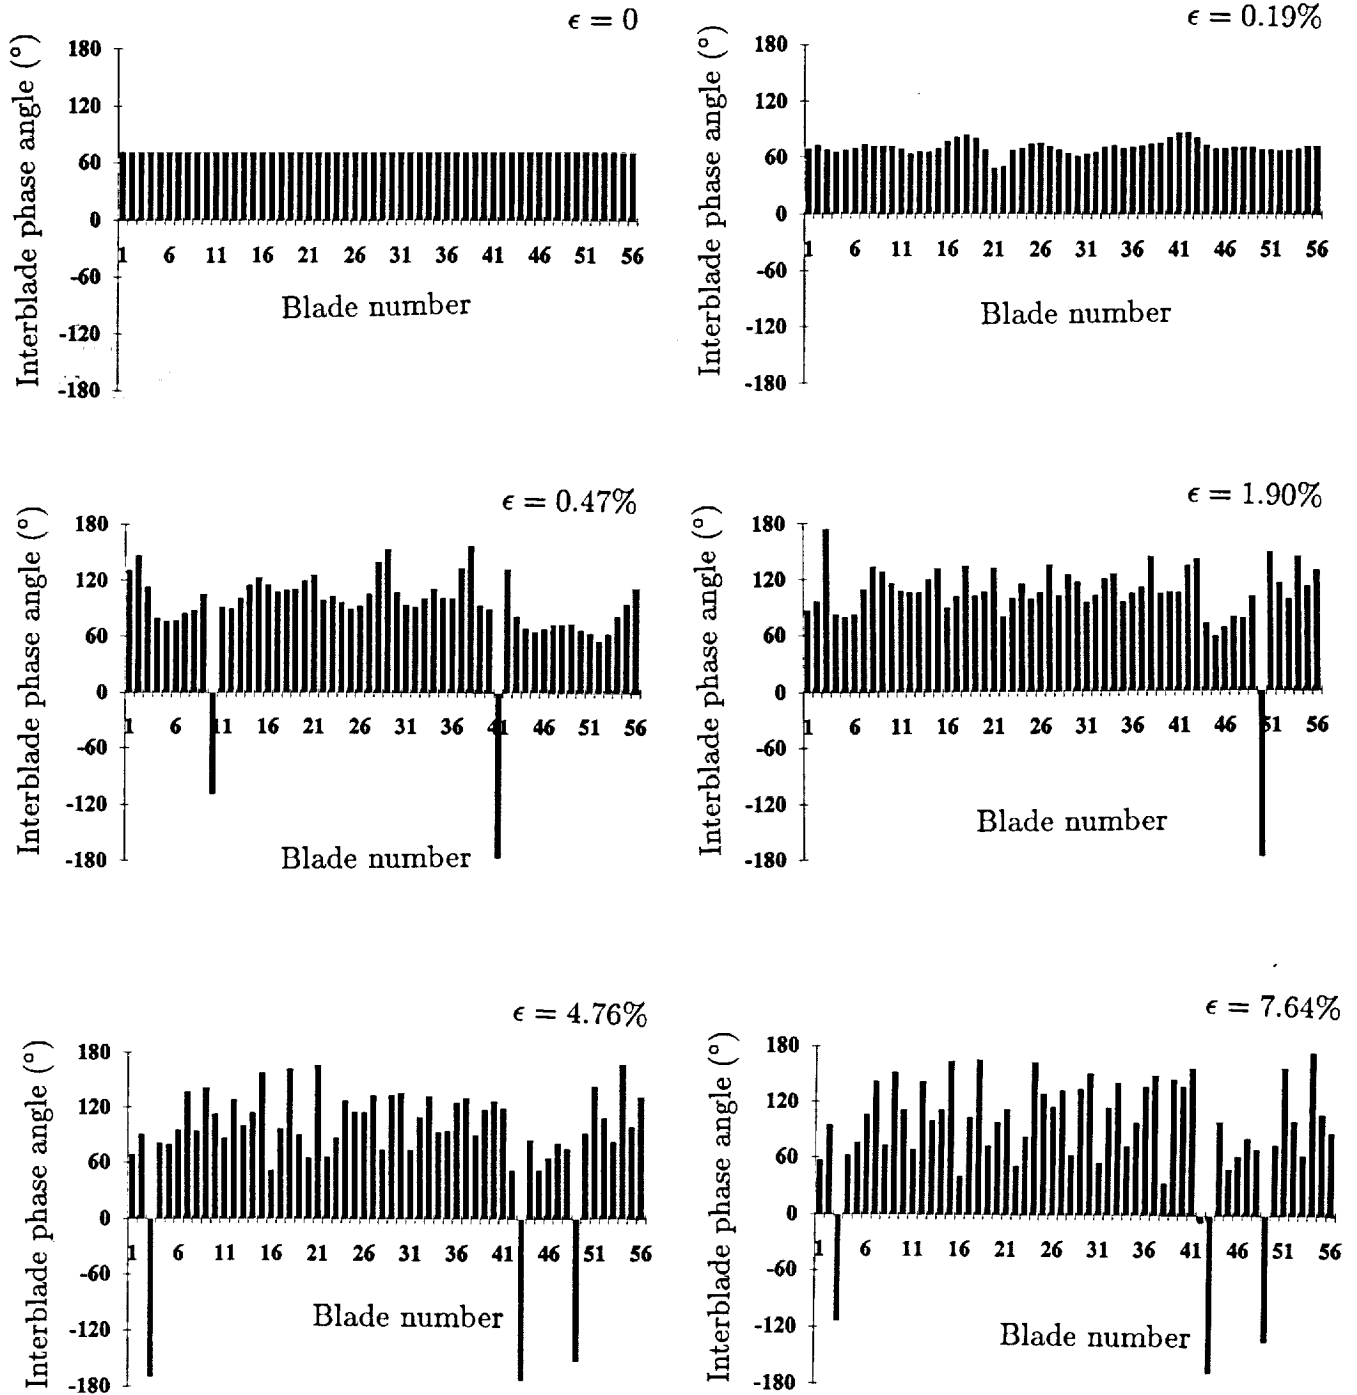 ϵ = 0
Interblade phase angle (°)
180
120
60
0
-60
-120
-180
1 6 11 16 21 26 31 36 41 46 51 56
Blade number
ϵ = 0.19%
Interblade phase angle (°)
180
120
60
0
-60
-120
-180
1 6 11 16 21 26 31 36 41 46 51 56
Blade number
ϵ = 0.47%
Interblade phase angle (°)
180
120
60
0
-60
-120
-180
1 6 11 16 21 26 31 36 41 46 51 56
Blade number
ϵ = 1.90%
Interblade phase angle (°)
180
120
60
0
-60
-120
-180
1 6 11 16 21 26 31 36 41 46 51 56
Blade number
ϵ = 4.76%
Interblade phase angle (°)
180
120
60
0
-60
-120
-180
1 6 11 16 21 26 31 36 46 51 56
Blade number
ϵ = 7.64%
Interblade phase angle (°)
180
120
60
0
-60
-120
-180
1 6 11 16 21 26 31 36 41 46 51 56
Blade number